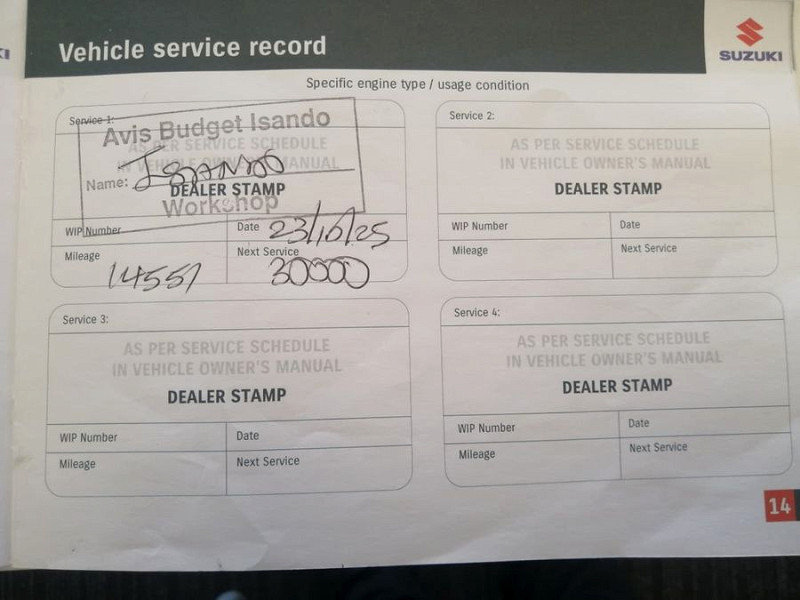 Vehicle service record
SUZUKI
Specific engine type / usage condition
Service 1:
Avis Budget Isando
AS PER SERVICE SCHEDULE
IN VEHICLE OWNER'S MANUAL
Name: Isando
DEALER STAMP
Workshop
WIP Number
Date 23/10/25
Mileage 14551
Next Service 30000
Service 2:
AS PER SERVICE SCHEDULE
IN VEHICLE OWNER'S MANUAL
DEALER STAMP
WIP Number
Date
Mileage
Next Service
Service 3:
AS PER SERVICE SCHEDULE
IN VEHICLE OWNER'S MANUAL
DEALER STAMP
WIP Number
Date
Mileage
Next Service
Service 4:
AS PER SERVICE SCHEDULE
IN VEHICLE OWNER'S MANUAL
DEALER STAMP
WIP Number
Date
Mileage
Next Service
14